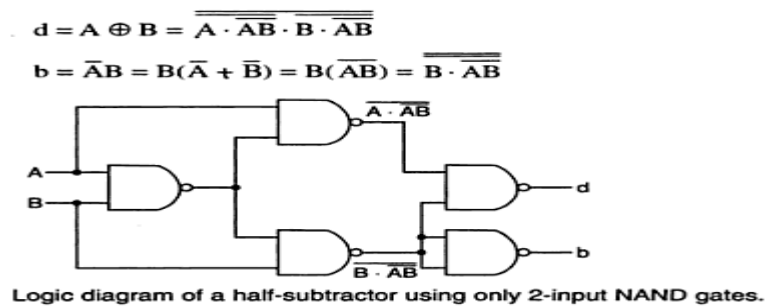 d = A ⊕ B = \overline{\overline{A · \overline{AB}} · \overline{B · \overline{AB}}}
b = \overline{A}B = B(\overline{A} + \overline{B}) = B(\overline{AB}) = \overline{\overline{B · \overline{AB}}}
\overline{A · \overline{AB}}
A
B
d
b
\overline{B · \overline{AB}}
Logic diagram of a half-subtractor using only 2-input NAND gates.